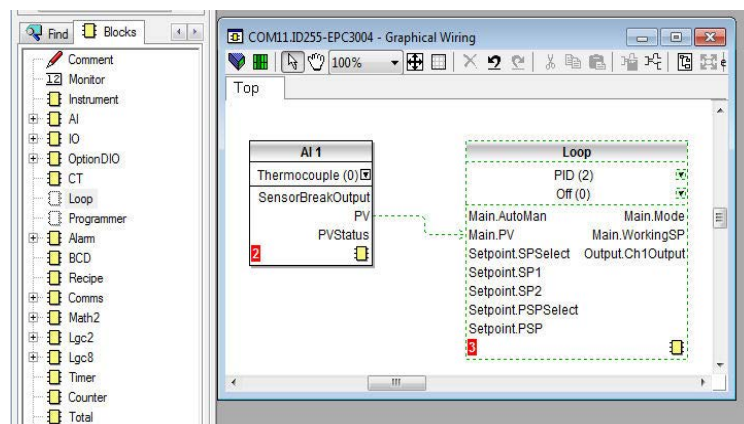 Find
Blocks
Comment
12 Monitor
Instrument
AI
IO
OptionDIO
CT
Loop
Programmer
Alarm
BCD
Recipe
Comms
Math2
Lgc2
Lgc8
Timer
Counter
Total
COM11.ID255-EPC3004 - Graphical Wiring
100%
Top
AI 1
Thermocouple (0)
SensorBreakOutput
PV
PVStatus
2
Loop
PID (2)
Off (0)
Main.AutoMan Main.Mode
Main.PV Main.WorkingSP
Setpoint.SPSelect Output.Ch1Output
Setpoint.SP1
Setpoint.SP2
Setpoint.PSPSelect
Setpoint.PSP
3